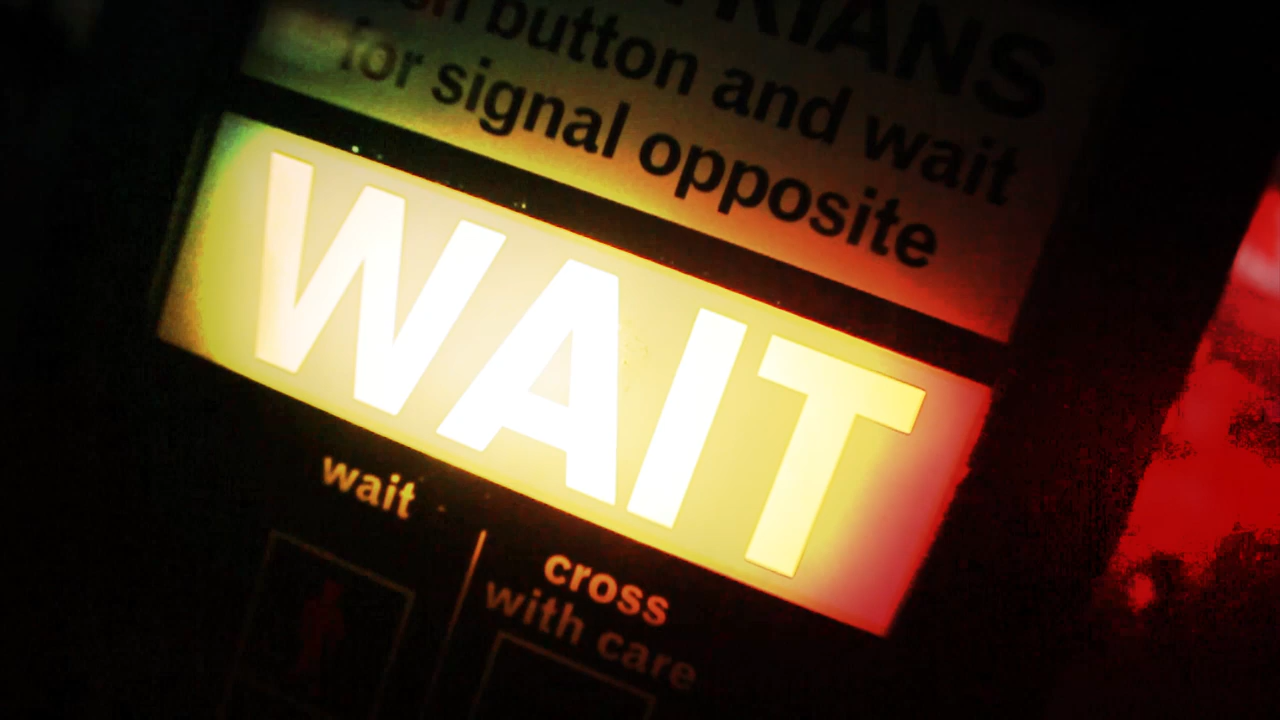 button and wait
for signal opposite
WAIT
wait
cross
with care